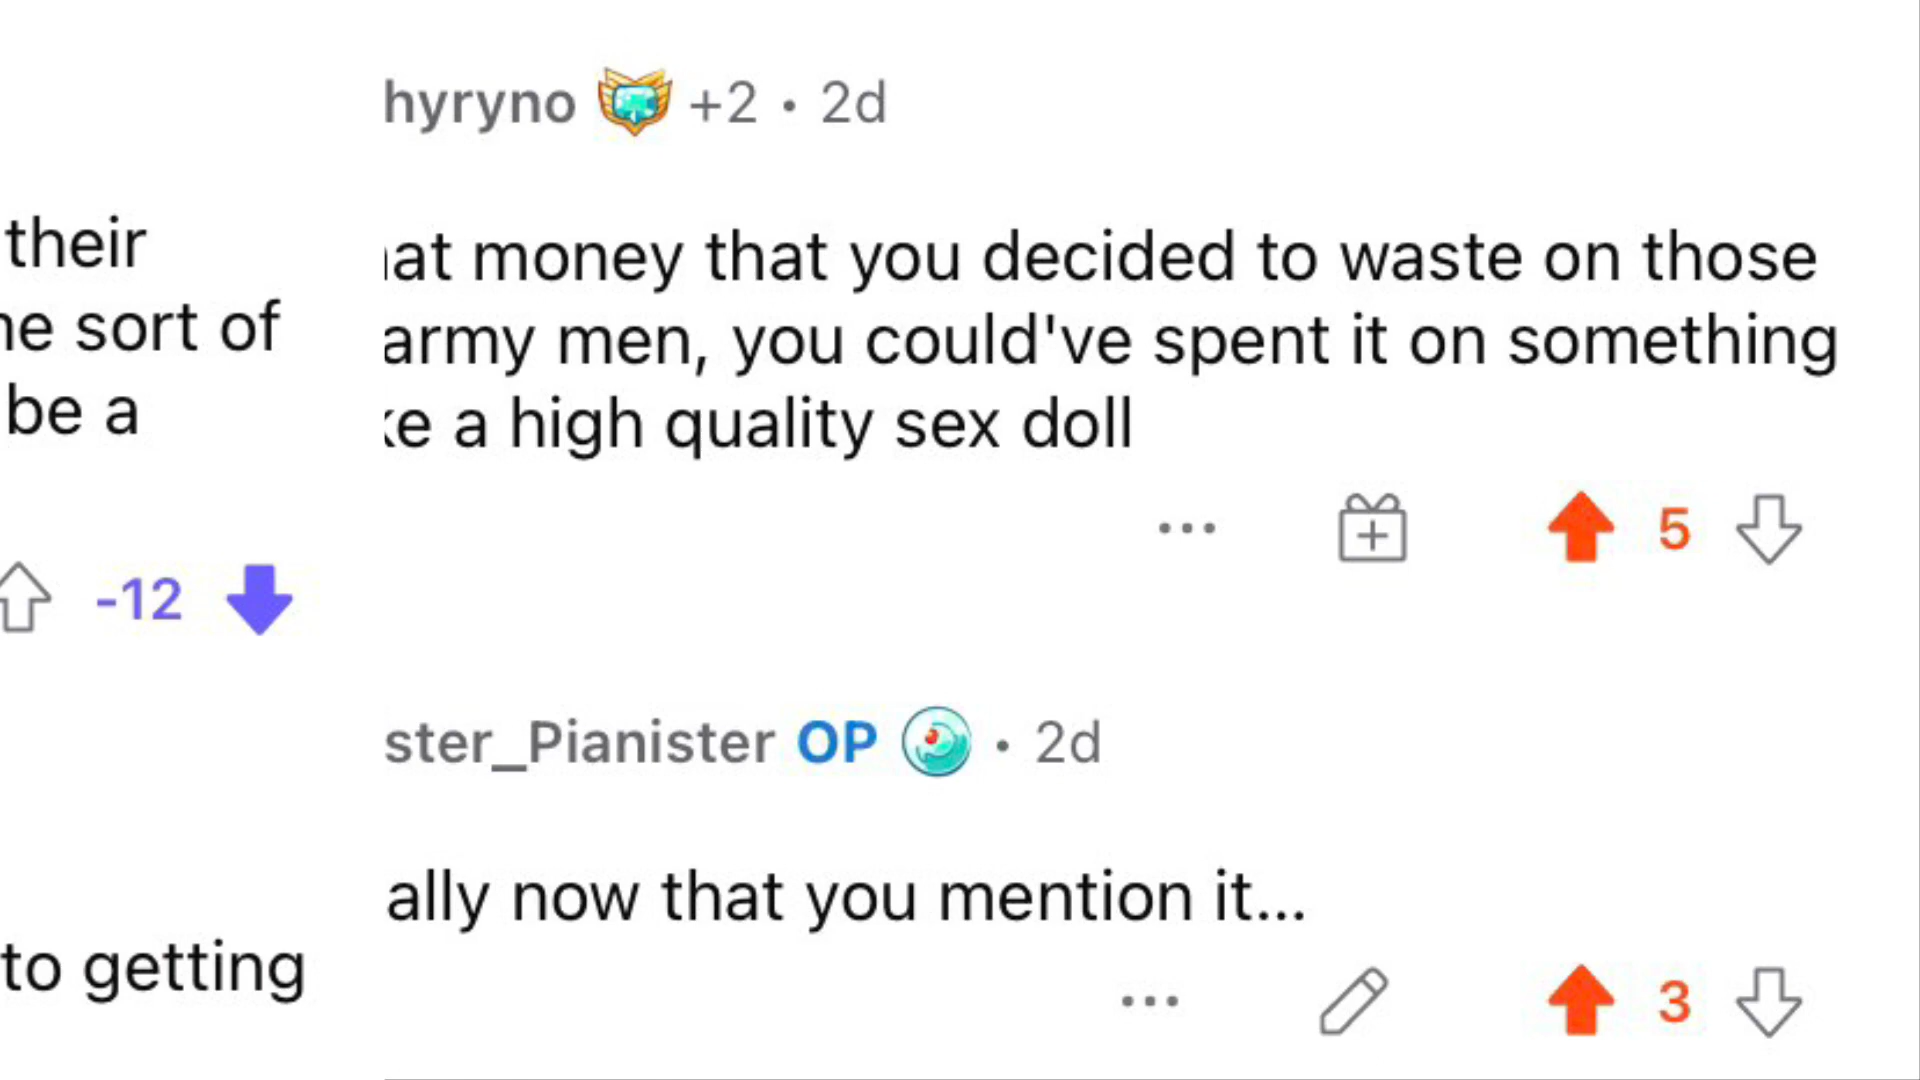 hyryno +2 • 2d
their
sort of
be a
-12
to getting
at money that you decided to waste on those
army men, you could've spent it on something
a high quality sex doll
... 5
ster_Pianister OP • 2d
ally now that you mention it...
... 3